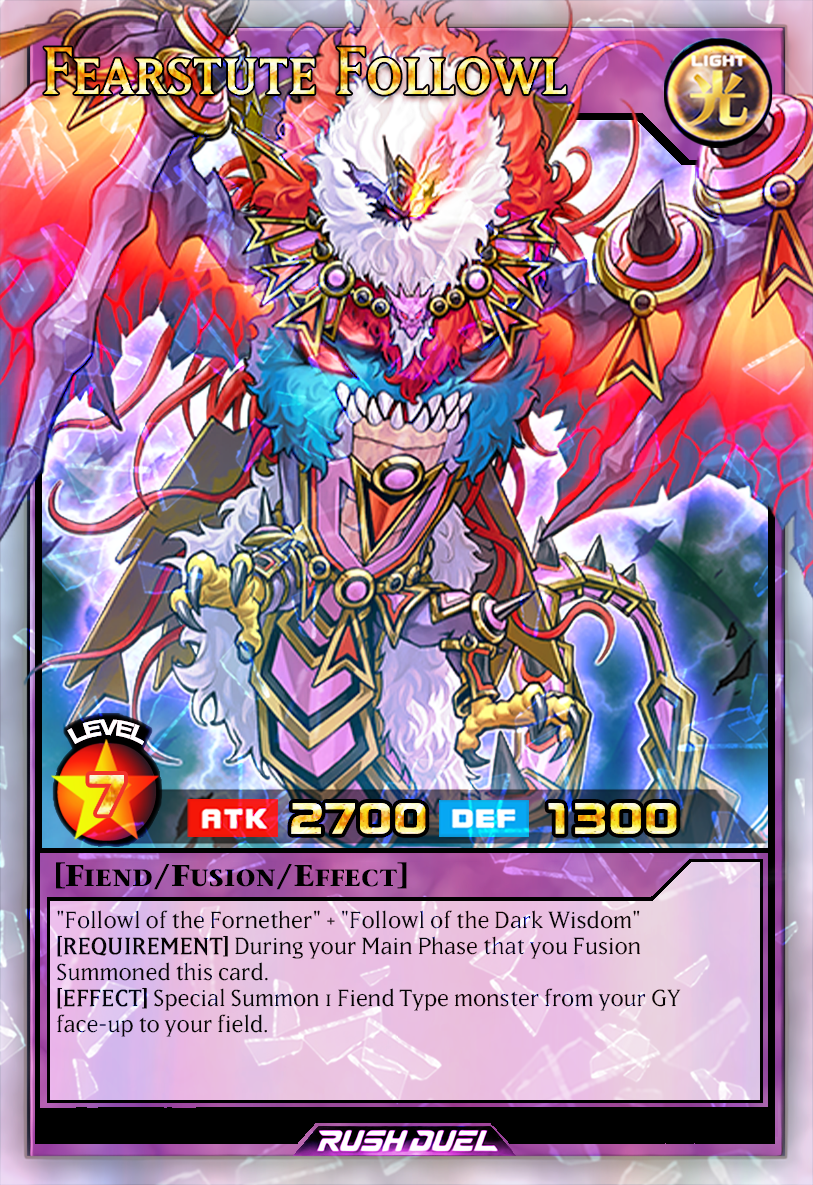 Fearstute Followl
LIGHT
光
LEVEL
7
ATK 2700 DEF 1300
[Fiend/Fusion/Effect]
"Followl of the Fornether" + "Followl of the Dark Wisdom"
[REQUIREMENT] During your Main Phase that you Fusion
Summoned this card.
[EFFECT] Special Summon 1 Fiend Type monster from your GY
face-up to your field.
RUSH DUEL